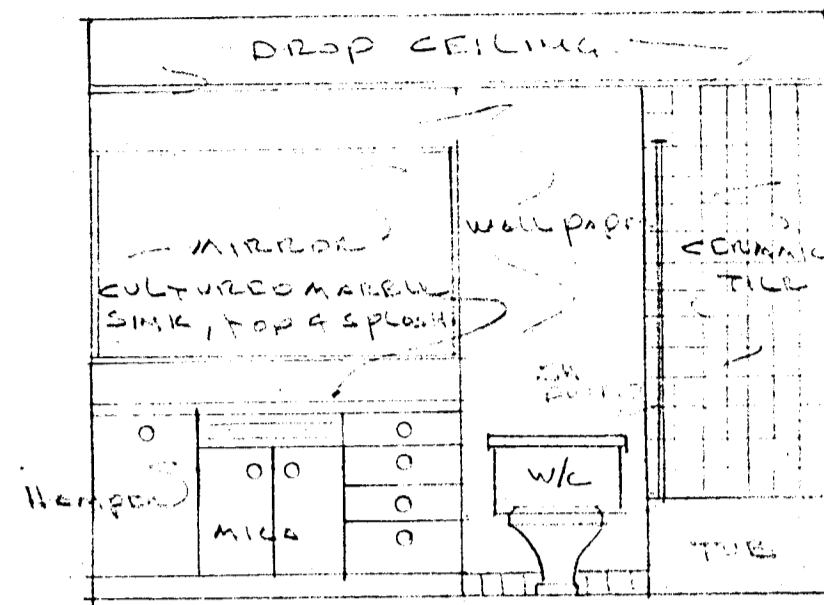 DROP CEILING
MIRROR
CULTURED MARBLE
SINK, TOP & SPLASH
Wallpaper
CERAMIC
TILE
W/C
Hamper
MICA
TUB